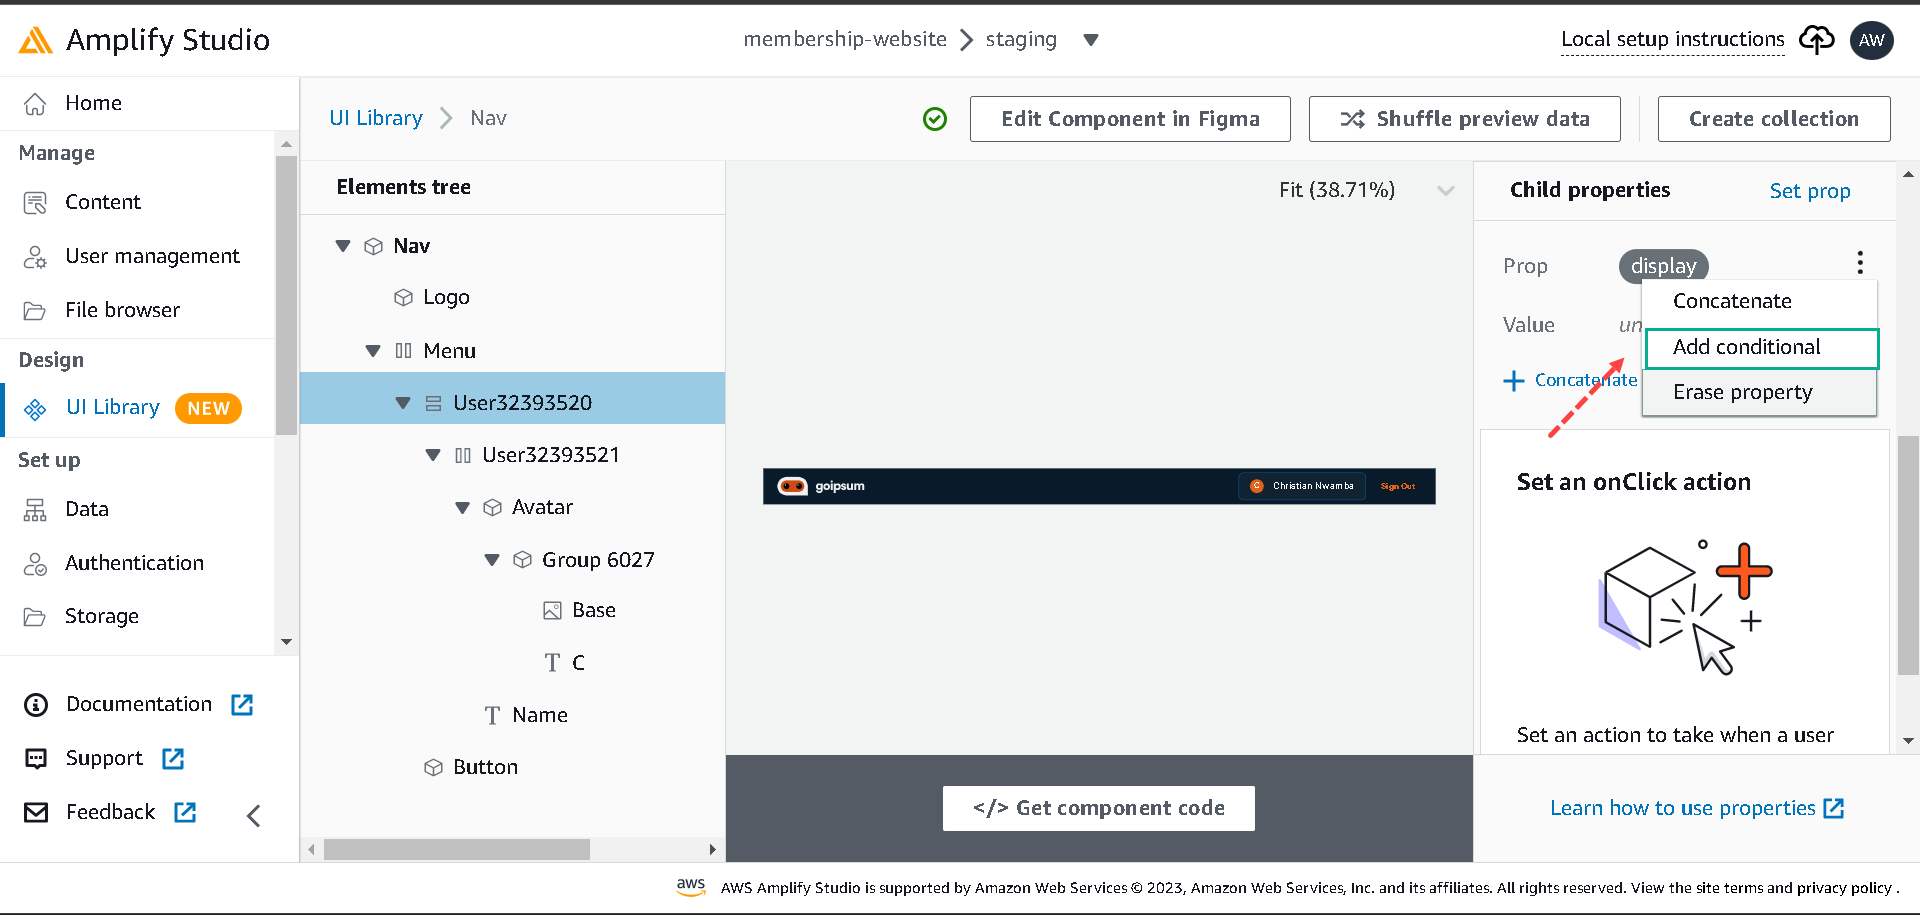 Amplify Studio
membership-website staging
Local setup instructions
AW
Home
Manage
Content
User management
File browser
Design
UI Library NEW
Set up
Data
Authentication
Storage
Documentation
Support
Feedback
UI Library Nav
Edit Component in Figma
Shuffle preview data
Create collection
Elements tree
Nav
Logo
Menu
User32393520
User32393521
Avatar
Group 6027
Base
C
Name
Button
Fit (38.71%)
goipsum
C Christian Nwamba
Sign Out
</> Get component code
Child properties Set prop
Prop display
Concatenate
Value un
Add conditional
Concatenate
Erase property
Set an onClick action
Set an action to take when a user
Learn how to use properties
aws AWS Amplify Studio is supported by Amazon Web Services © 2023, Amazon Web Services, Inc. and its affiliates. All rights reserved. View the site terms and privacy policy .